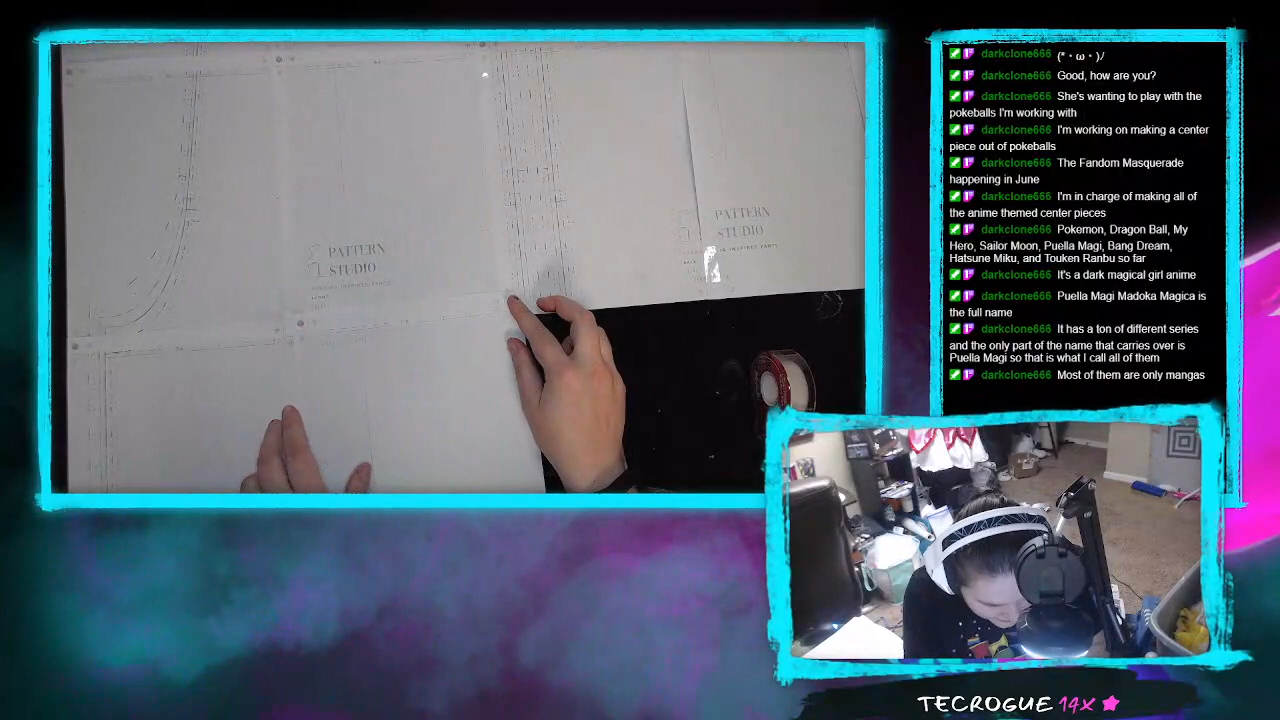 PATTERN
STUDIO
PATTERN
STUDIO
darkclone666 (*・ω・)ﾉ
darkclone666 Good, how are you?
darkclone666 She's wanting to play with the
pokeballs I'm working with
darkclone666 I'm working on making a center
piece out of pokeballs
darkclone666 The Fandom Masquerade
happening in June
darkclone666 I'm in charge of making all of
the anime themed center pieces
darkclone666 Pokemon, Dragon Ball, My
Hero, Sailor Moon, Puella Magi, Bang Dream,
Hatsune Miku, and Touken Ranbu so far
darkclone666 It's a dark magical girl anime
darkclone666 Puella Magi Madoka Magica is
the full name
darkclone666 It has a ton of different series
and the only part of the name that carries over is
Puella Magi so that is what I call all of them
darkclone666 Most of them are only mangas
TECROGUE 14X